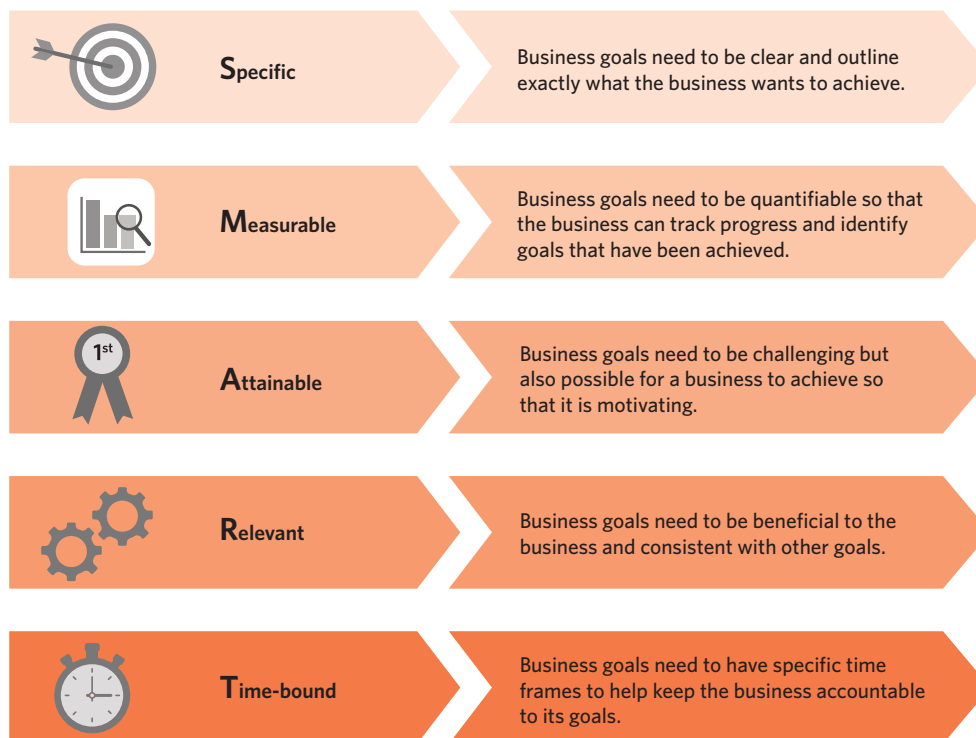 Specific
Business goals need to be clear and outline
exactly what the business wants to achieve.
Measurable
Business goals need to be quantifiable so that
the business can track progress and identify
goals that have been achieved.
1st
Attainable
Business goals need to be challenging but
also possible for a business to achieve so
that it is motivating.
Relevant
Business goals need to be beneficial to the
business and consistent with other goals.
Time-bound
Business goals need to have specific time
frames to help keep the business accountable
to its goals.